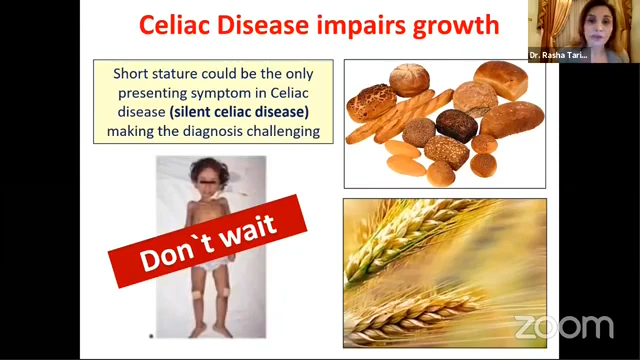 Celiac Disease impairs growth
Dr. Rasha Tari...
Short stature could be the only
presenting symptom in Celiac
disease (silent celiac disease)
making the diagnosis challenging
Don`t wait
zoom